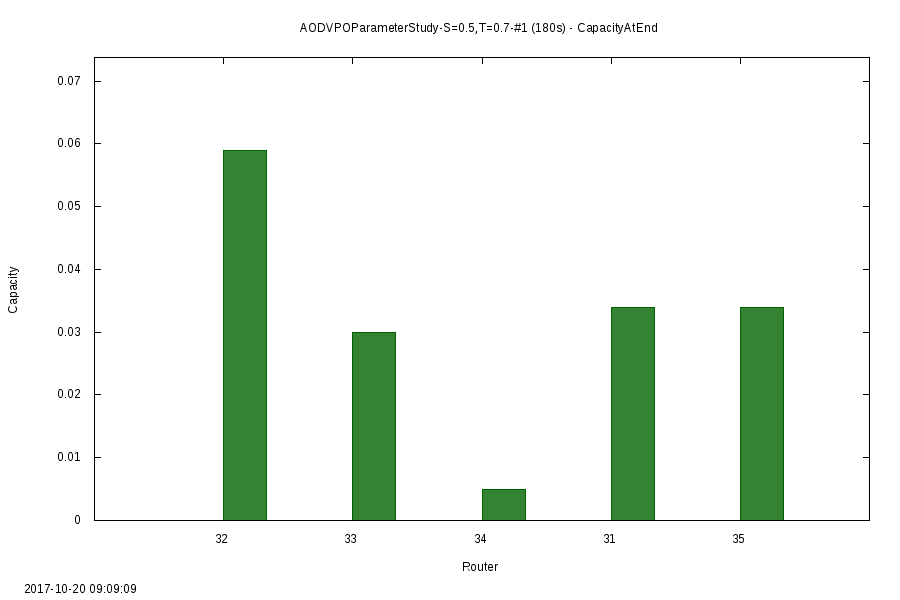 AODVPOParameterStudy-S=0.5,T=0.7-#1 (180s) - CapacityAtEnd
0.07
0.06
0.05
0.04
0.03
0.02
0.01
0
Capacity
32 33 34 31 35
Router
2017-10-20 09:09:09